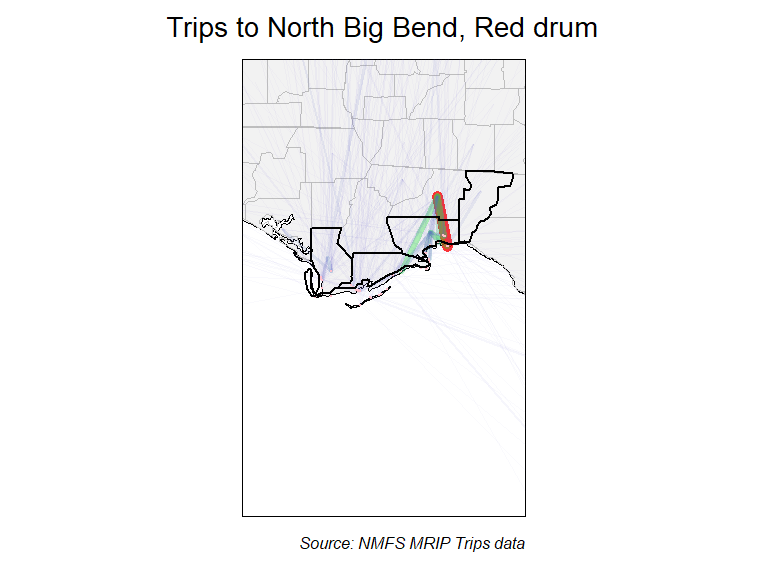 Trips to North Big Bend, Red drum
Source: NMFS MRIP Trips data